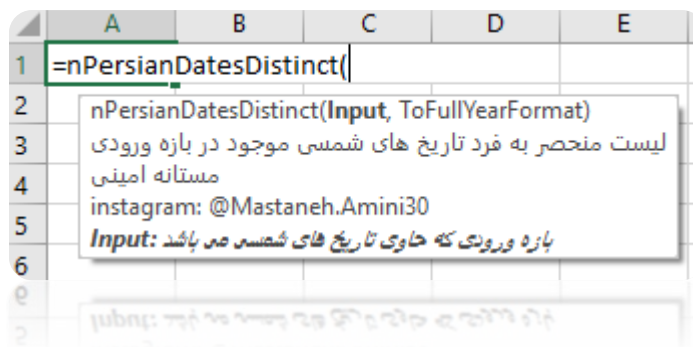 A B C D E
1 =nPersianDatesDistinct(
2 nPersianDatesDistinct(Input, ToFullYearFormat)
3 لیست منحصر به فرد تاریخ های شمسی موجود در بازه ورودی
4 مستانه امینی
5 instagram: @Mastaneh.Amini30
Input: بازه ورودی که حاوی تاریخ های شمسی می باشد
6